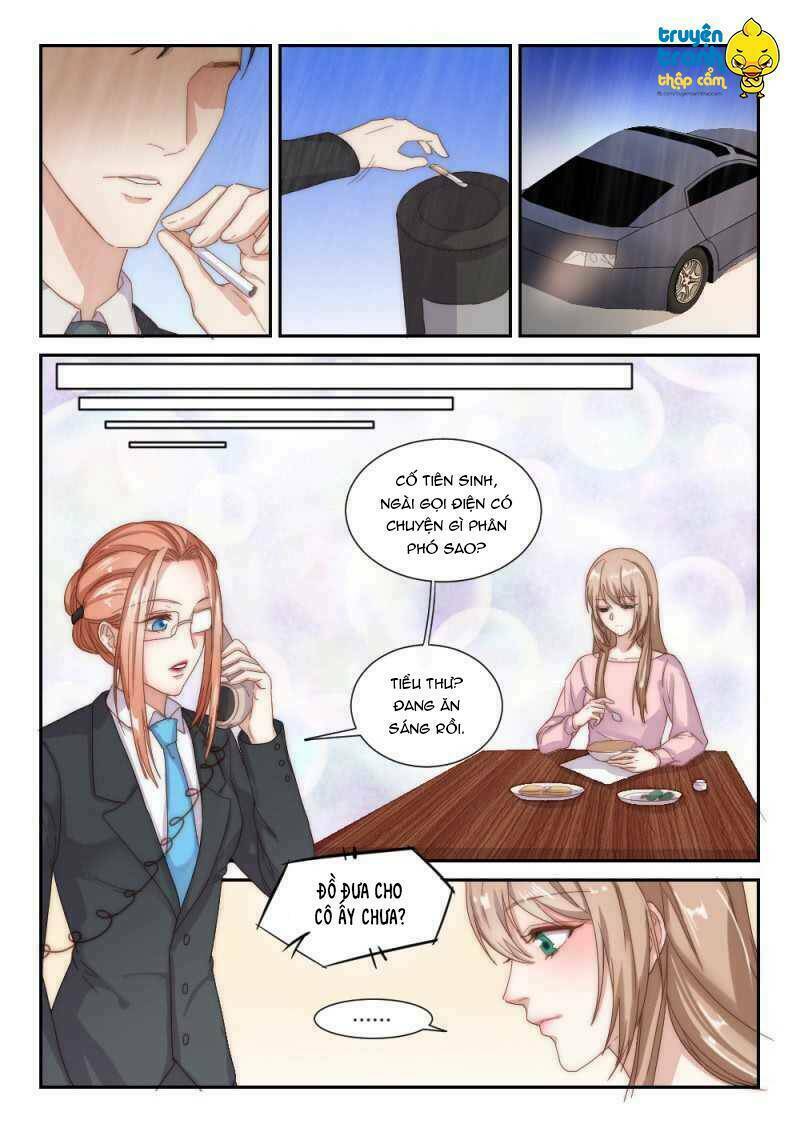 truyện
tranh
thập cẩm
CỐ TIÊN SINH,
NGÀI GỌI ĐIỆN CÓ
CHUYỆN GÌ PHÂN
PHÓ SAO?
TIỂU THƯ?
ĐANG ĂN
SÁNG RỒI.
ĐỒ ĐƯA CHO
CÔ ẤY CHƯA?
......